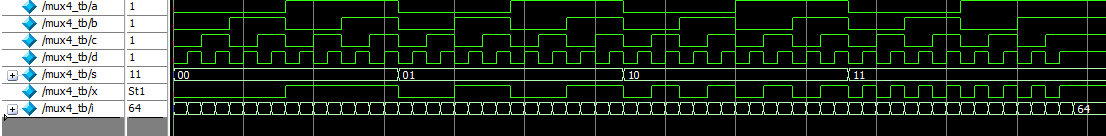 /mux4_tb/a 1
/mux4_tb/b 1
/mux4_tb/c 1
/mux4_tb/d 1
/mux4_tb/s 11 00 01 10 11
/mux4_tb/x St1
/mux4_tb/i 64 64